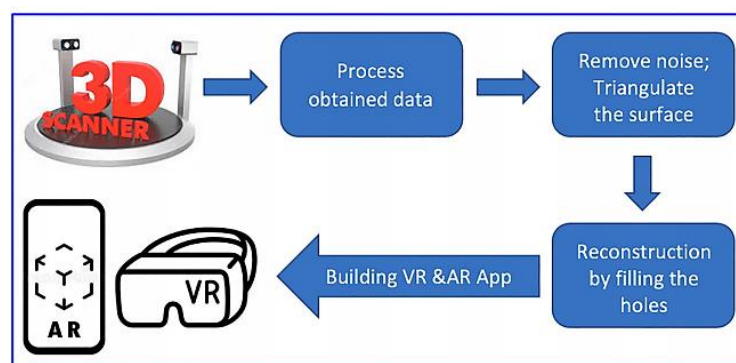 3D
SCANNER
Process
obtained data
Remove noise;
Triangulate
the surface
Reconstruction
by filling the
holes
Building VR &AR App
VR
AR